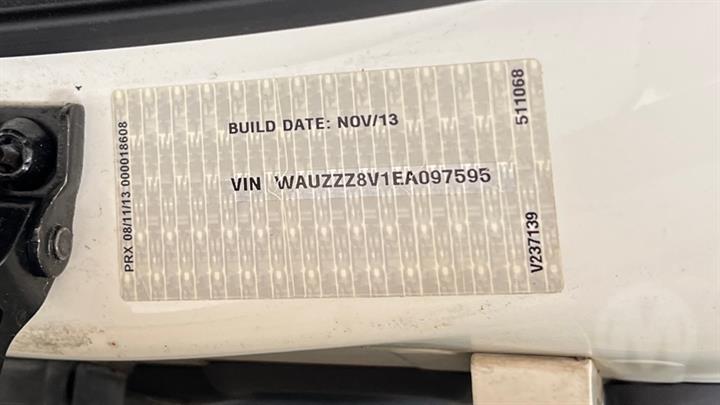 PRX 08/11/13 000018608
BUILD DATE: NOV/13
VIN WAUZZZ8V1EA097595
511068
V237139